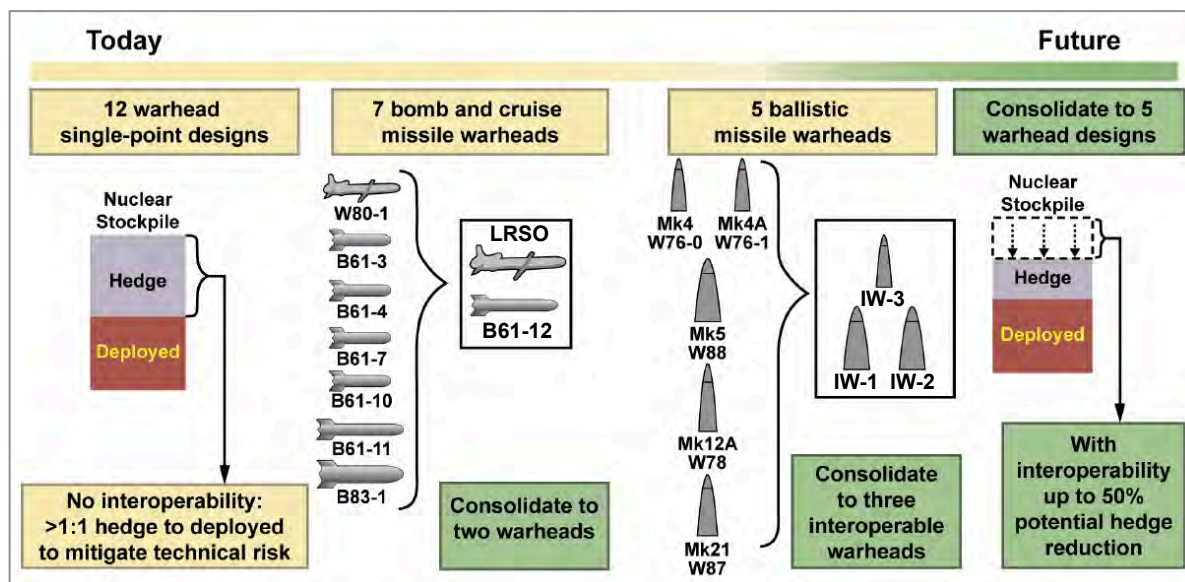 Today
Future
12 warhead
single-point designs
7 bomb and cruise
missile warheads
5 ballistic
missile warheads
Consolidate to 5
warhead designs
Nuclear
Stockpile
Hedge
Deployed
No interoperability:
>1:1 hedge to deployed
to mitigate technical risk
W80-1
B61-3
B61-4
B61-7
B61-10
B61-11
B83-1
LRSO
B61-12
Consolidate to
two warheads
Mk4
W76-0
Mk4A
W76-1
Mk5
W88
Mk12A
W78
Mk21
W87
IW-3
IW-1
IW-2
Consolidate
to three
interoperable
warheads
Nuclear
Stockpile
Hedge
Deployed
With
interoperability
up to 50%
potential hedge
reduction